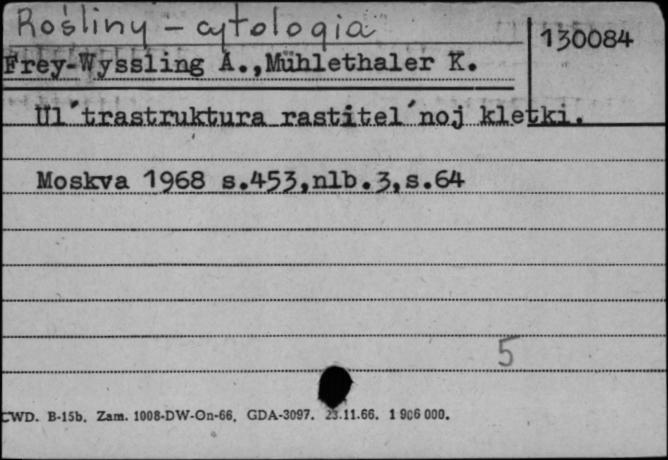 Rośliny - cytologia
130084
Frey-Wyssling A.,Mühlethaler K.
Ul´trastruktura rastitel´noj kletki.
Moskva 1968 s.453,nlb.3,s.64
5
CWD. B-15b. Zam. 1008-DW-On-66. GDA-3097. 23.11.66. 1 906 000.